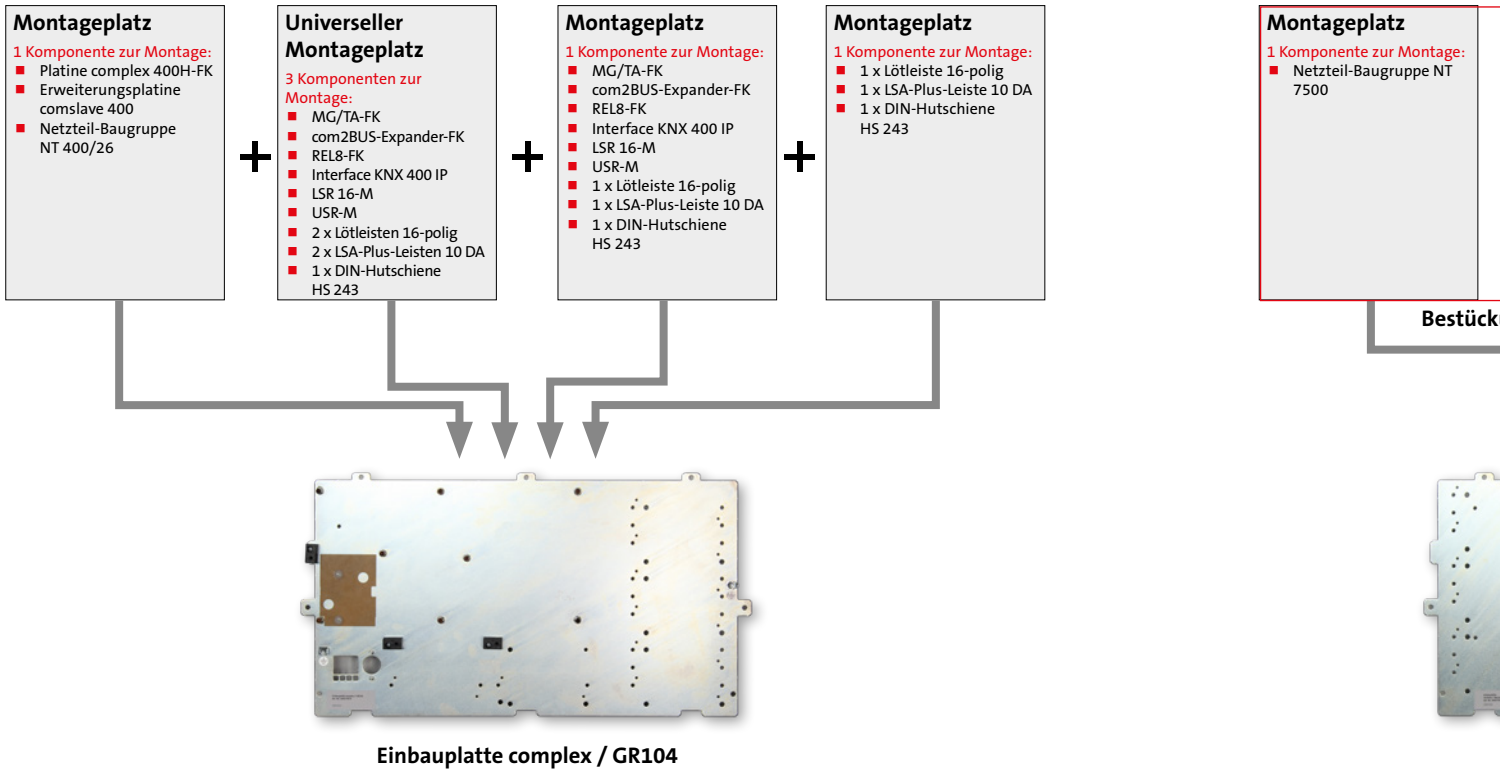 Montageplatz
1 Komponente zur Montage:
Platine complex 400H-FK
Erweiterungsplatine
comslave 400
Netzteil-Baugruppe
NT 400/26
+
Universeller
Montageplatz
3 Komponenten zur
Montage:
MG/TA-FK
com2BUS-Expander-FK
REL8-FK
Interface KNX 400 IP
LSR 16-M
USR-M
2 x Lötleisten 16-polig
2 x LSA-Plus-Leisten 10 DA
1 x DIN-Hutschiene
HS 243
+
Montageplatz
1 Komponente zur Montage:
MG/TA-FK
com2BUS-Expander-FK
REL8-FK
Interface KNX 400 IP
LSR 16-M
USR-M
1 x Lötleiste 16-polig
1 x LSA-Plus-Leiste 10 DA
1 x DIN-Hutschiene
HS 243
+
Montageplatz
1 Komponente zur Montage:
1 x Lötleiste 16-polig
1 x LSA-Plus-Leiste 10 DA
1 x DIN-Hutschiene
HS 243
Montageplatz
1 Komponente zur Montage:
Netzteil-Baugruppe NT
7500
Einbauplatte complex / GR104